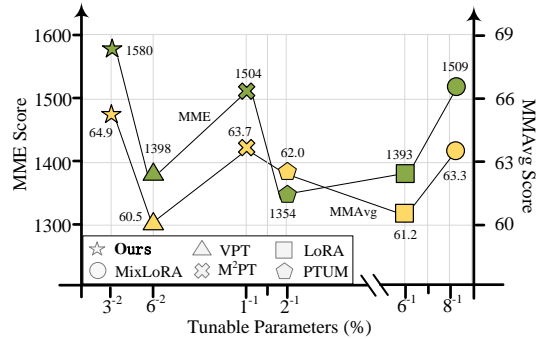 1600
1500
1400
1300
MME Score
69
66
63
60
MMAvg Score
1580
64.9
1398
60.5
MME
1504
63.7
62.0
1354
MMAvg
1393
61.2
1509
63.3
Ours
VPT
LoRA
MixLoRA
M²PT
PTUM
3⁻² 6⁻² 1⁻¹ 2⁻¹ 6⁻¹ 8⁻¹
Tunable Parameters (%)